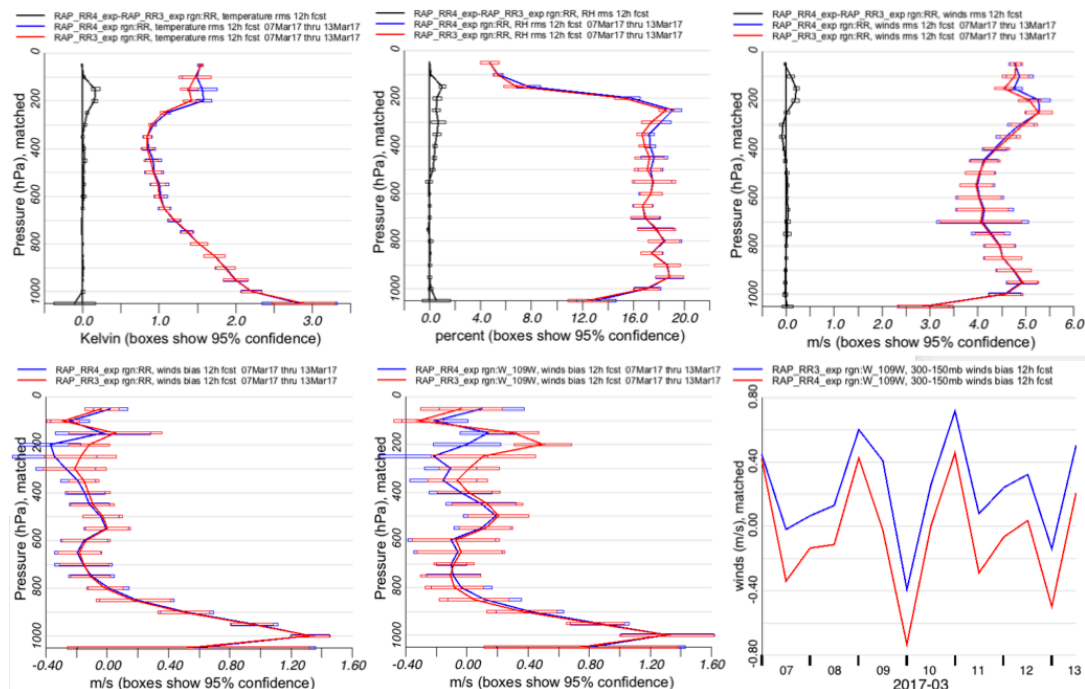 RAP_RR4_exp-RAP_RR3_exp rgn:RR, temperature rms 12h fcst
RAP_RR4_exp rgn:RR, temperature rms 12h fcst 07Mar17 thru 13Mar17
RAP_RR3_exp rgn:RR, temperature rms 12h fcst 07Mar17 thru 13Mar17
Pressure (hPa), matched
0
200
400
600
800
1000
0.0 1.0 2.0 3.0
Kelvin (boxes show 95% confidence)
RAP_RR4_exp-RAP_RR3_exp rgn:RR, RH rms 12h fcst
RAP_RR4_exp rgn:RR, RH rms 12h fcst 07Mar17 thru 13Mar17
RAP_RR3_exp rgn:RR, RH rms 12h fcst 07Mar17 thru 13Mar17
Pressure (hPa), matched
0
200
400
600
800
1000
0.0 4.0 8.0 12.0 16.0 20.0
percent (boxes show 95% confidence)
RAP_RR4_exp-RAP_RR3_exp rgn:RR, winds rms 12h fcst
RAP_RR4_exp rgn:RR, winds rms 12h fcst 07Mar17 thru 13Mar17
RAP_RR3_exp rgn:RR, winds rms 12h fcst 07Mar17 thru 13Mar17
Pressure (hPa), matched
0
200
400
600
800
1000
0.0 1.0 2.0 3.0 4.0 5.0 6.0
m/s (boxes show 95% confidence)
RAP_RR4_exp rgn:RR, winds bias 12h fcst 07Mar17 thru 13Mar17
RAP_RR3_exp rgn:RR, winds bias 12h fcst 07Mar17 thru 13Mar17
Pressure (hPa), matched
0
200
400
600
800
1000
-0.40 0.00 0.40 0.80 1.20 1.60
m/s (boxes show 95% confidence)
RAP_RR4_exp rgn:W_109W, winds bias 12h fcst 07Mar17 thru 13Mar17
RAP_RR3_exp rgn:W_109W, winds bias 12h fcst 07Mar17 thru 13Mar17
Pressure (hPa), matched
0
200
400
600
800
1000
-0.40 0.00 0.40 0.80 1.20 1.60
m/s (boxes show 95% confidence)
RAP_RR3_exp rgn:W_109W, 300-150mb winds bias 12h fcst
RAP_RR4_exp rgn:W_109W, 300-150mb winds bias 12h fcst
winds (m/s), matched
0.80
0.40
0.00
-0.40
-0.80
07 08 09 10 11 12 13
2017-03